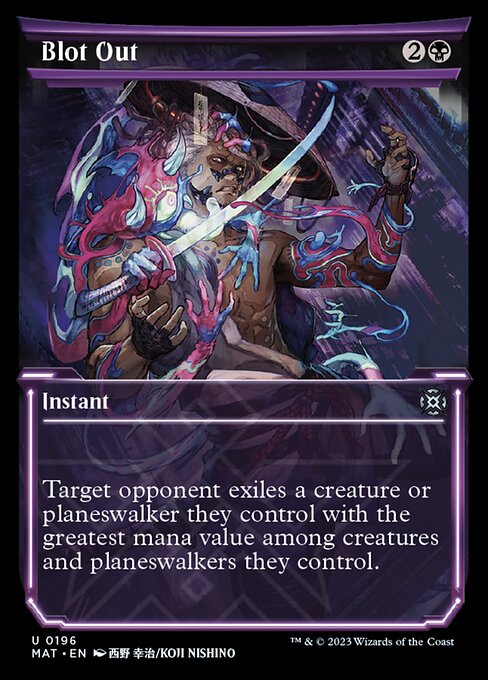 Blot Out
2
Instant
Target opponent exiles a creature or
planeswalker they control with the
greatest mana value among creatures
and planeswalkers they control.
U 0196
MAT • EN 西野 幸治/KOJI NISHINO
™ & © 2023 Wizards of the Coast